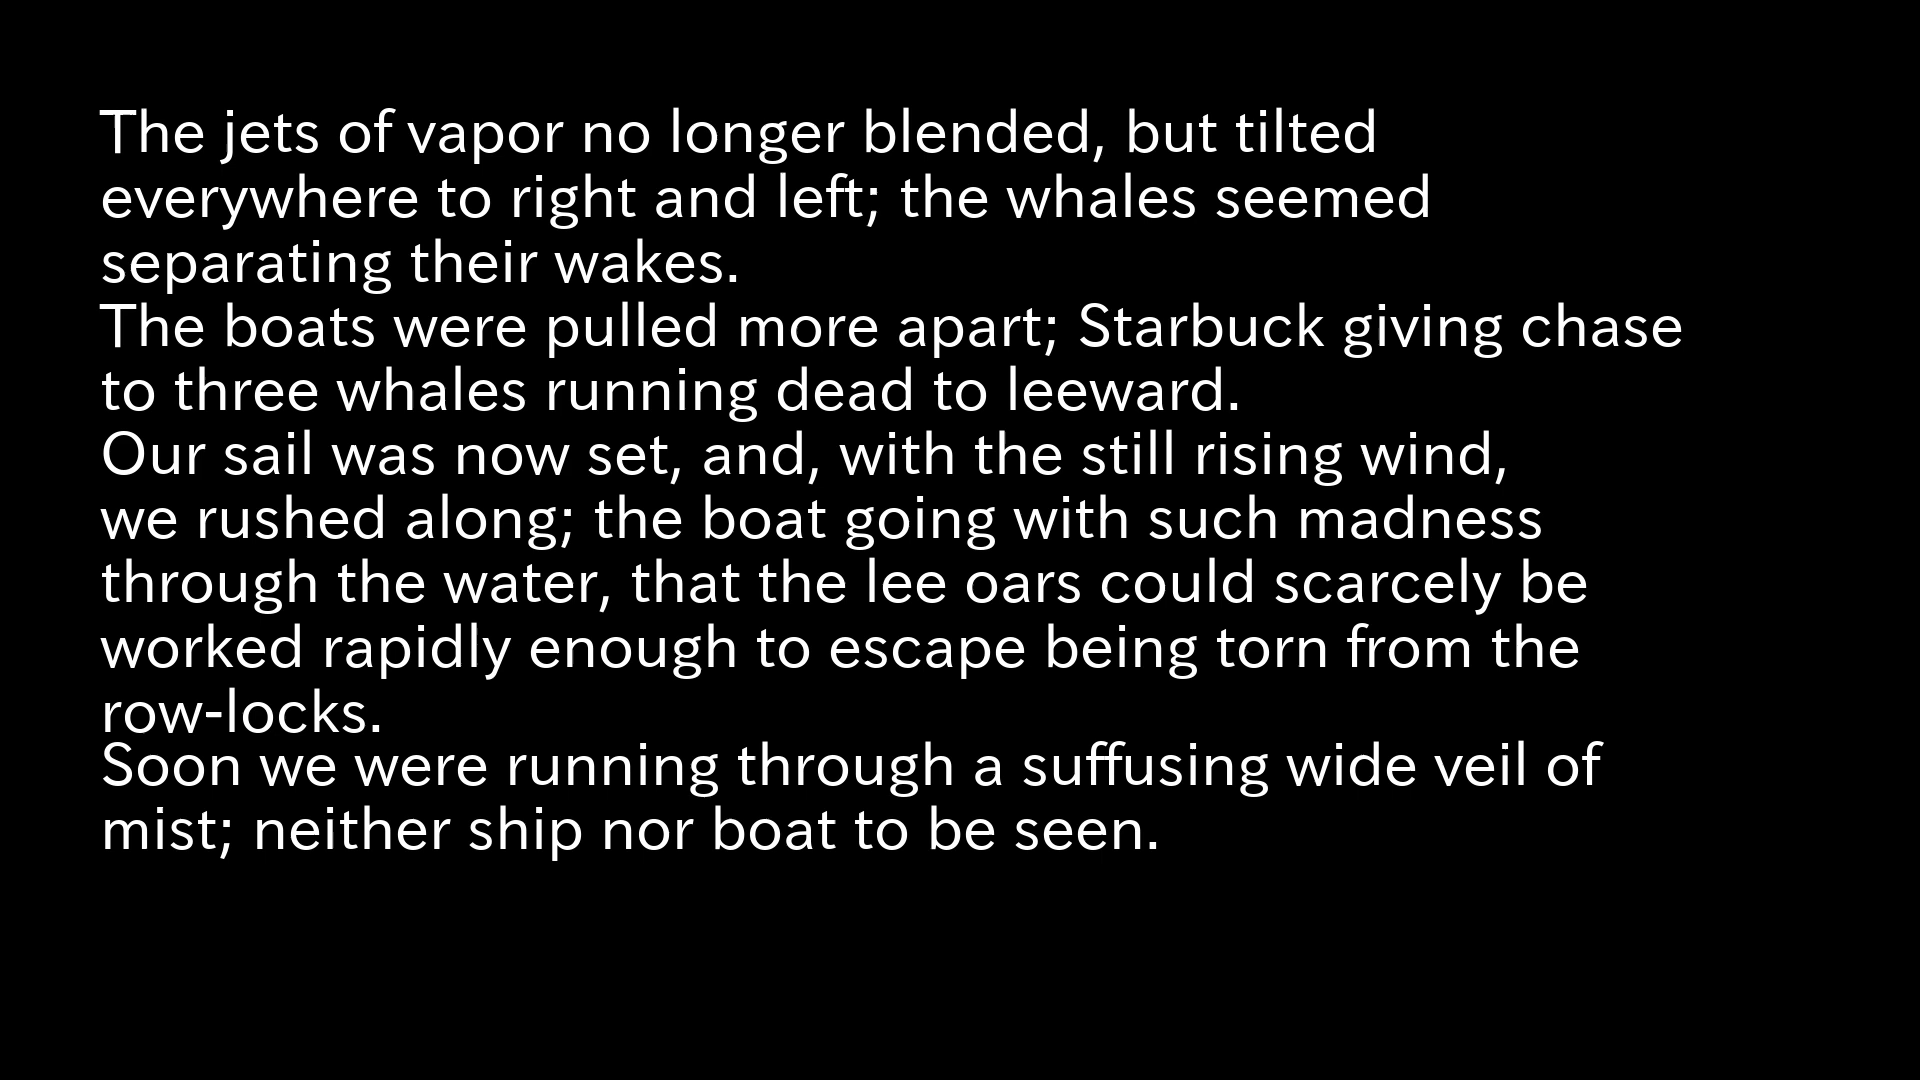 The jets of vapor no longer blended, but tilted
everywhere to right and left; the whales seemed
separating their wakes.
The boats were pulled more apart; Starbuck giving chase
to three whales running dead to leeward.
Our sail was now set, and, with the still rising wind,
we rushed along; the boat going with such madness
through the water, that the lee oars could scarcely be
worked rapidly enough to escape being torn from the
row-locks.
Soon we were running through a suffusing wide veil of
mist; neither ship nor boat to be seen.